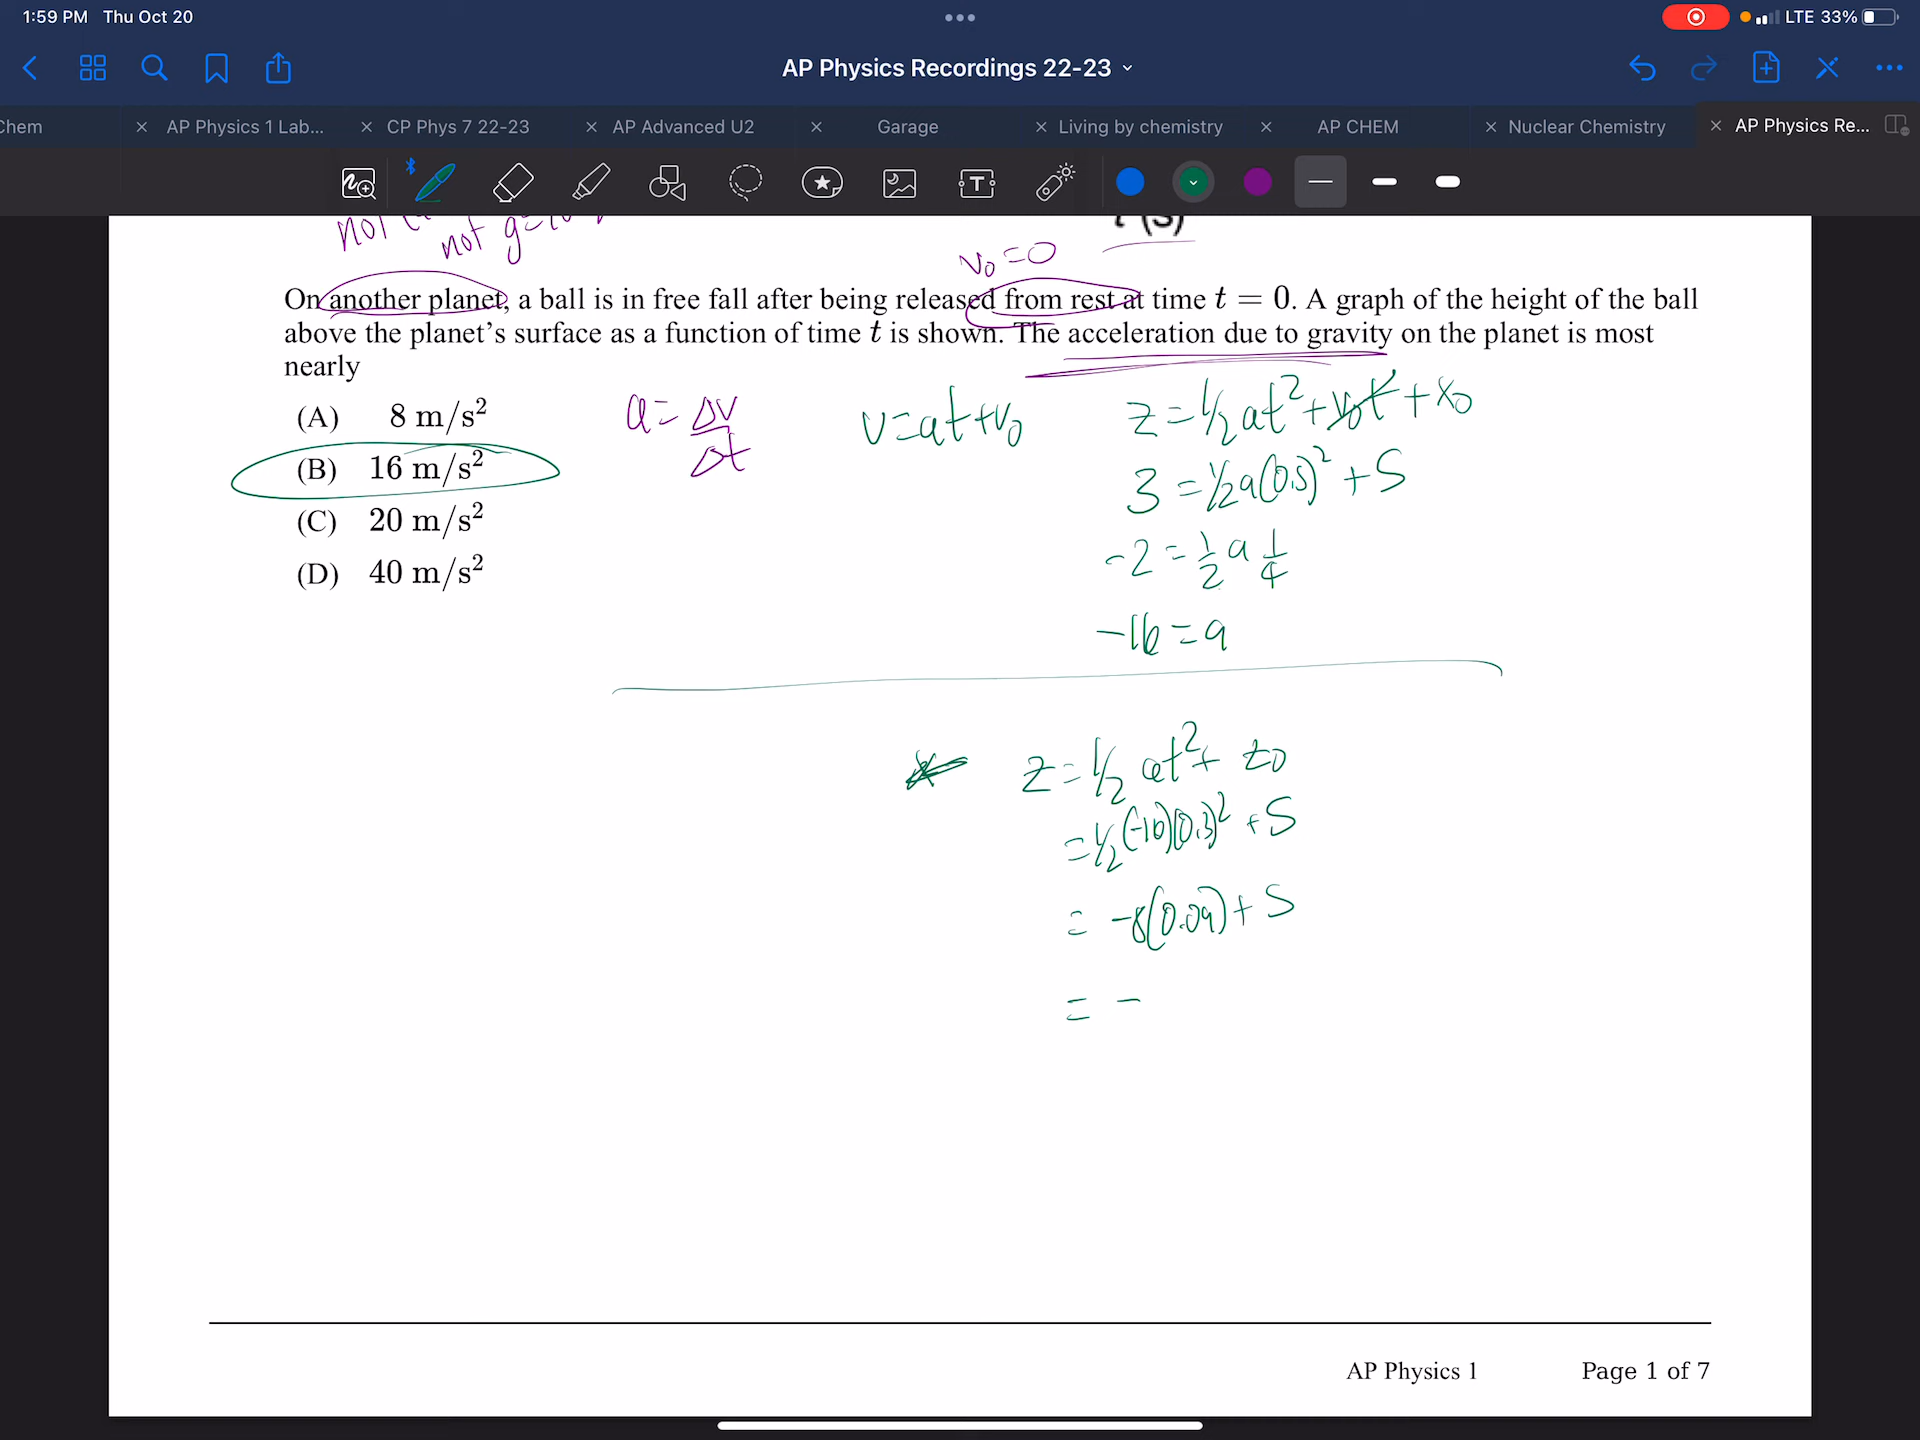 1:59 PM Thu Oct 20
LTE 33%
AP Physics Recordings 22-23
Chem
AP Physics 1 Lab...
CP Phys 7 22-23
AP Advanced U2
Garage
Living by chemistry
AP CHEM
Nuclear Chemistry
AP Physics Re...
not
not g=10
t (s)
v₀=0
On another planet, a ball is in free fall after being released from rest at time t = 0. A graph of the height of the ball
above the planet's surface as a function of time t is shown. The acceleration due to gravity on the planet is most
nearly
(A) 8 m/s²
(B) 16 m/s²
(C) 20 m/s²
(D) 40 m/s²
a = Δv/Δt
v=at+v₀
z=1/2 at²+v₀t+x₀
3 = 1/2 a(0.5)² + 5
-2 = 1/2 a 1/4
-16 = a
z=1/2 at²+ z₀
= 1/2 (-16)(0.3)² + 5
= -8(0.09)+ 5
= -
AP Physics 1
Page 1 of 7